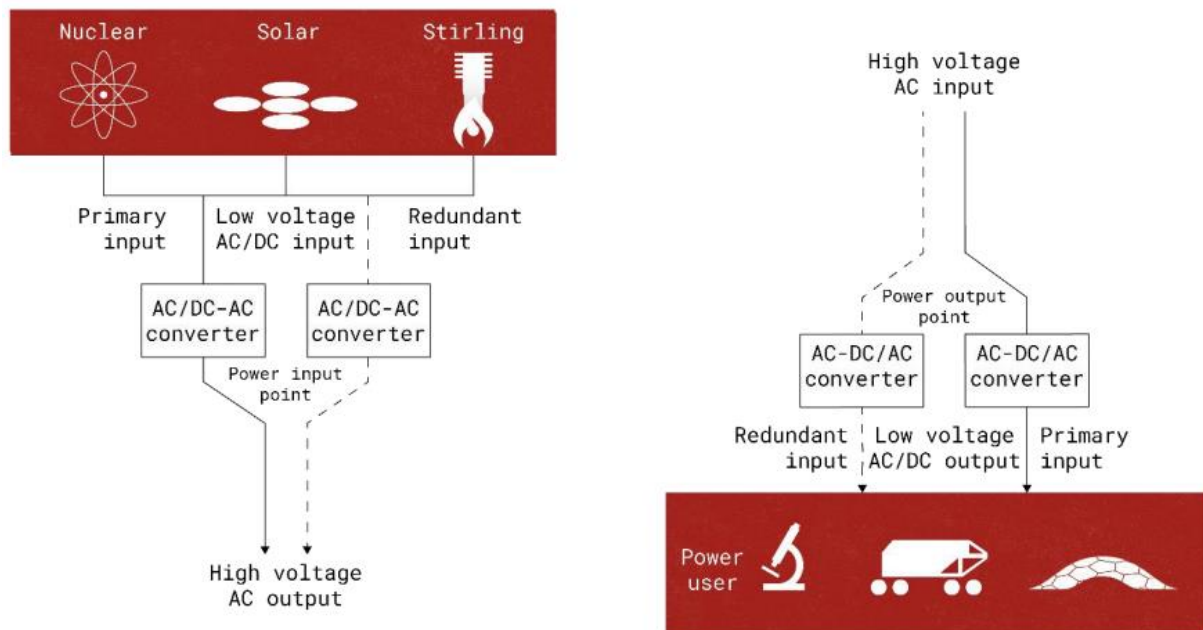 Nuclear
Solar
Stirling
Primary
input
Low voltage
AC/DC input
Redundant
input
AC/DC-AC
converter
AC/DC-AC
converter
Power input
point
High voltage
AC output
High voltage
AC input
Power output
point
AC-DC/AC
converter
AC-DC/AC
converter
Redundant
input
Low voltage
AC/DC output
Primary
input
Power
user